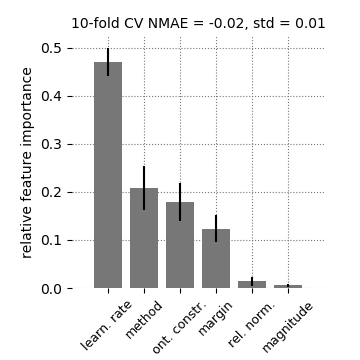 10-fold CV NMAE = -0.02, std = 0.01
relative feature importance
0.5
0.4
0.3
0.2
0.1
0.0
learn. rate
method
ont. constr.
margin
rel. norm.
magnitude